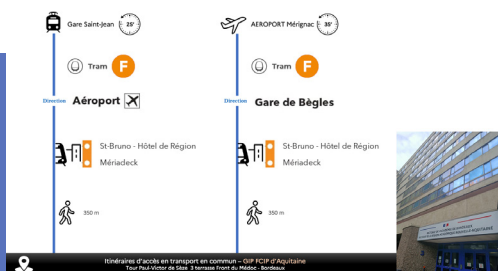 Gare Saint-Jean 25'
Tram F
Direction Aéroport
St-Bruno - Hôtel de Région
Mériadeck
350 m
AEROPORT Mérignac 35'
Tram F
Direction Gare de Bègles
St-Bruno - Hôtel de Région
Mériadeck
350 m
Itinéraires d'accès en transport en commun – GIP FCIP d'Aquitaine
Tour Paul-Victor de Sèze 3 terrasse Front du Médoc - Bordeaux